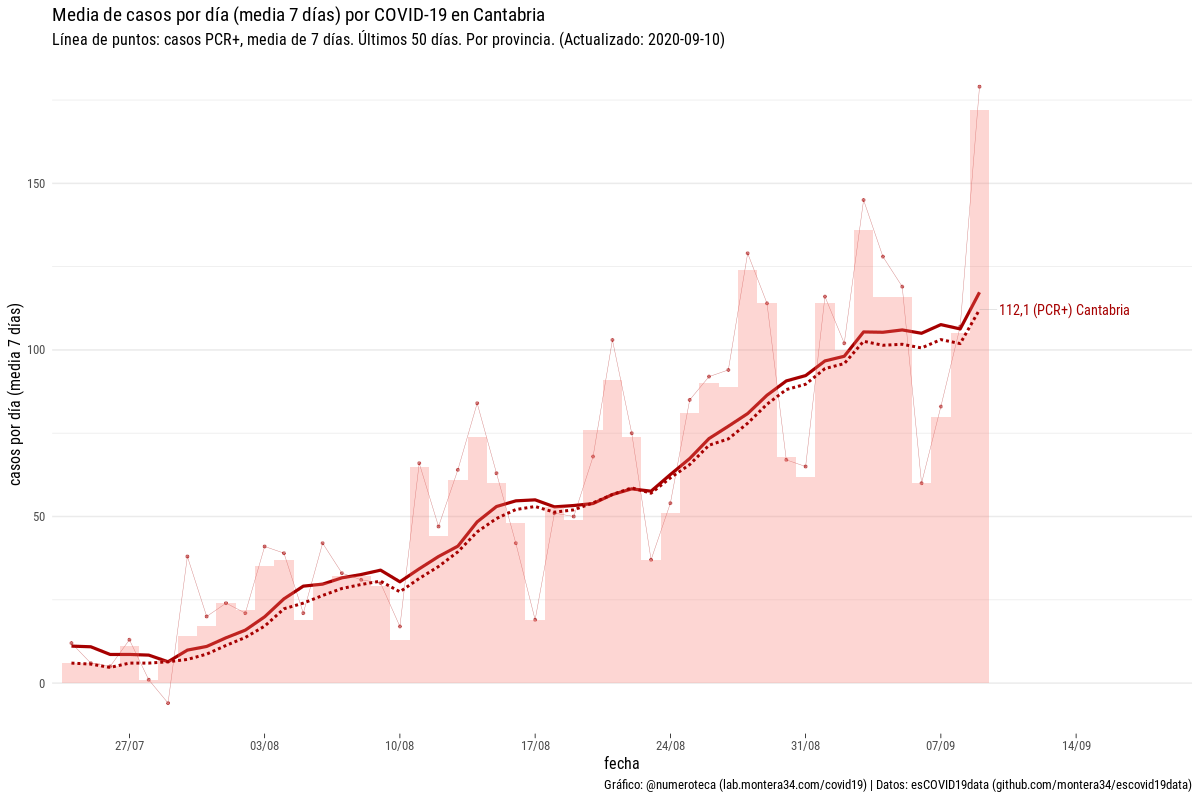 Media de casos por día (media 7 días) por COVID-19 en Cantabria
Línea de puntos: casos PCR+, media de 7 días. Últimos 50 días. Por provincia. (Actualizado: 2020-09-10)
casos por día (media 7 días)
150
100
50
0
112,1 (PCR+) Cantabria
27/07 03/08 10/08 17/08 24/08 31/08 07/09 14/09
fecha
Gráfico: @numeroteca (lab.montera34.com/covid19) | Datos: esCOVID19data (github.com/montera34/escovid19data)